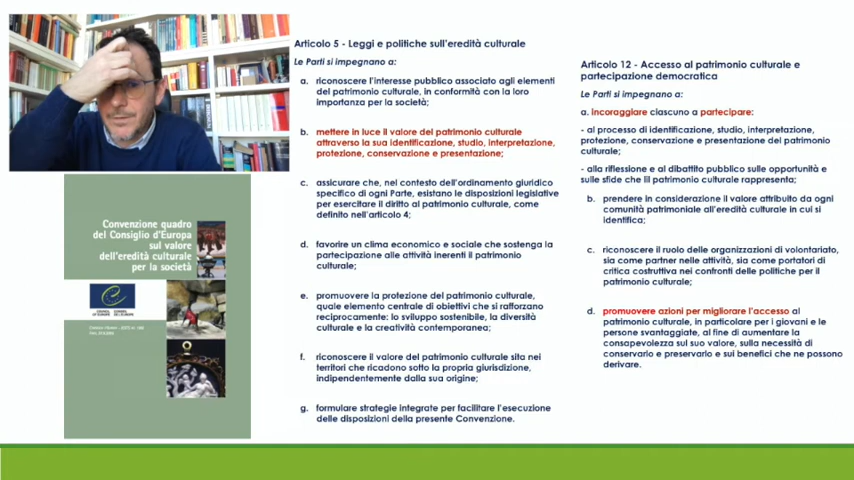 Articolo 5 - Leggi e politiche sull'eredità culturale
Le Parti si impegnano a:
a. riconoscere l'interesse pubblico associato agli elementi
del patrimonio culturale, in conformità con la loro
importanza per la società;
b. mettere in luce il valore del patrimonio culturale
attraverso la sua identificazione, studio, interpretazione,
protezione, conservazione e presentazione;
c. assicurare che, nel contesto dell'ordinamento giuridico
specifico di ogni Parte, esistano le disposizioni legislative
per esercitare il diritto al patrimonio culturale, come
definito nell'articolo 4;
d. favorire un clima economico e sociale che sostenga la
partecipazione alle attività inerenti il patrimonio
culturale;
e. promuovere la protezione del patrimonio culturale,
quale elemento centrale di obiettivi che si rafforzano
reciprocamente: lo sviluppo sostenibile, la diversità
culturale e la creatività contemporanea;
f. riconoscere il valore del patrimonio culturale sito nei
territori che ricadono sotto la propria giurisdizione,
indipendentemente dalla sua origine;
g. formulare strategie integrate per facilitare l'esecuzione
delle disposizioni della presente Convenzione.
Articolo 12 - Accesso al patrimonio culturale e
partecipazione democratica
Le Parti si impegnano a:
a. incoraggiare ciascuno a partecipare:
- al processo di identificazione, studio, interpretazione,
protezione, conservazione e presentazione del patrimonio
culturale;
- alla riflessione e al dibattito pubblico sulle opportunità e
sulle sfide che il patrimonio culturale rappresenta;
b. prendere in considerazione il valore attribuito da ogni
comunità patrimoniale all'eredità culturale in cui si
identifica;
c. riconoscere il ruolo delle organizzazioni di volontariato,
sia come partner nelle attività, sia come portatori di
critica costruttiva nei confronti delle politiche per il
patrimonio culturale;
d. promuovere azioni per migliorare l'accesso al
patrimonio culturale, in particolare per i giovani e le
persone svantaggiate, al fine di aumentare la
consapevolezza sul suo valore, sulla necessità di
conservarlo e preservarlo e sui benefici che ne possono
derivare.
Convenzione quadro
del Consiglio d'Europa
sul valore
dell'eredità culturale
per la società
COUNCIL OF EUROPE
CONSEIL DE L'EUROPE